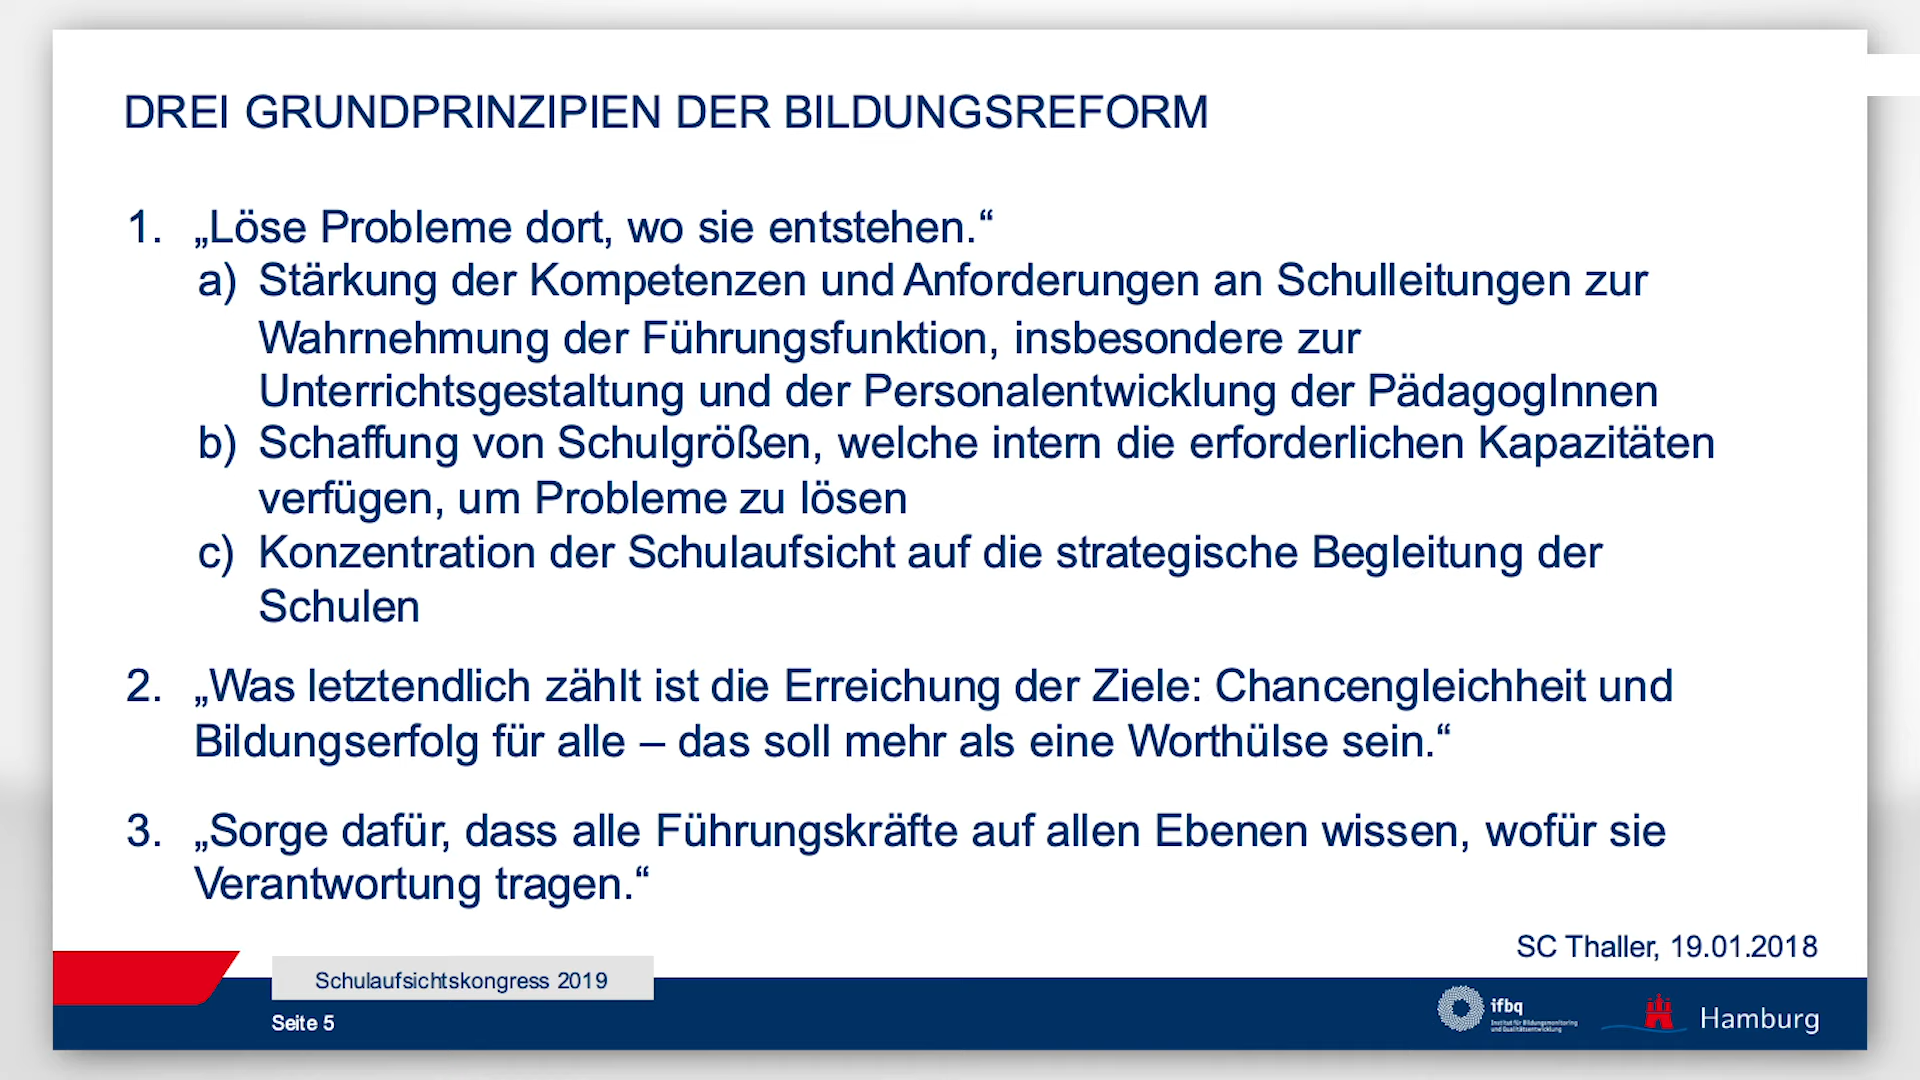 DREI GRUNDPRINZIPIEN DER BILDUNGSREFORM
1. „Löse Probleme dort, wo sie entstehen.“
a) Stärkung der Kompetenzen und Anforderungen an Schulleitungen zur
Wahrnehmung der Führungsfunktion, insbesondere zur
Unterrichtsgestaltung und der Personalentwicklung der PädagogInnen
b) Schaffung von Schulgrößen, welche intern die erforderlichen Kapazitäten
verfügen, um Probleme zu lösen
c) Konzentration der Schulaufsicht auf die strategische Begleitung der
Schulen
2. „Was letztendlich zählt ist die Erreichung der Ziele: Chancengleichheit und
Bildungserfolg für alle – das soll mehr als eine Worthülse sein.“
3. „Sorge dafür, dass alle Führungskräfte auf allen Ebenen wissen, wofür sie
Verantwortung tragen.“
SC Thaller, 19.01.2018
Schulaufsichtskongress 2019
Seite 5
ifbq
Institut für Bildungsmonitoring
und Qualitätsentwicklung
Hamburg